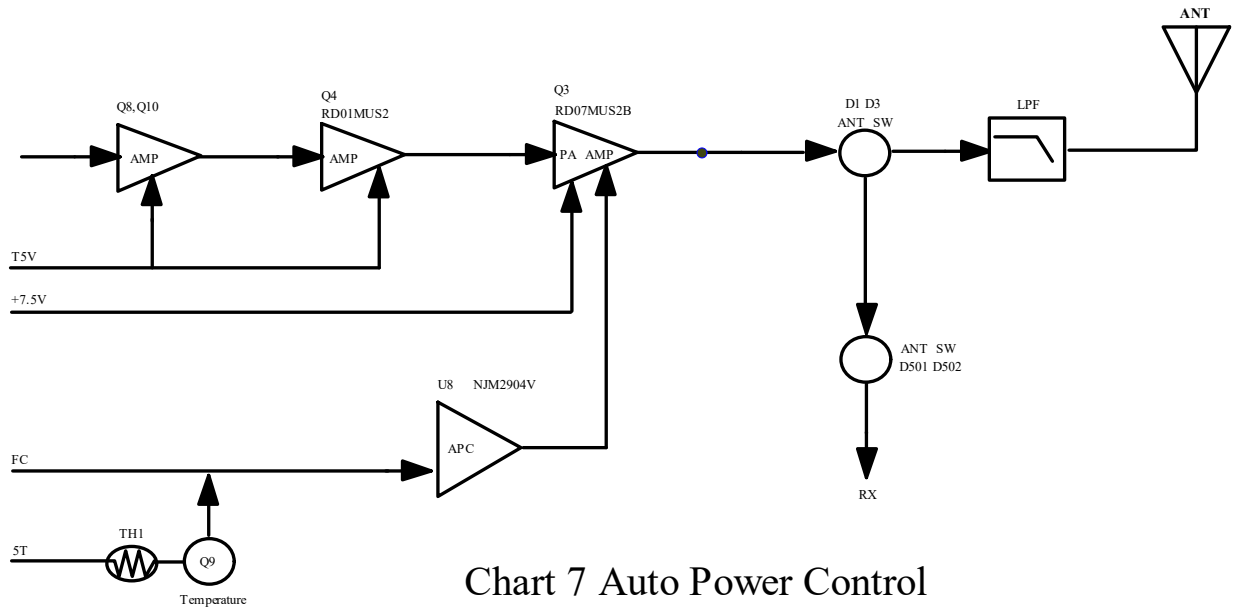 ANT
Q8,Q10
AMP
Q4
RD01MUS2
AMP
Q3
RD07MUS2B
PA AMP
D1 D3
ANT SW
LPF
T5V
+7.5V
ANT SW
D501 D502
RX
U8 NJM2904V
APC
FC
5T
TH1
Q9
Temperature
Chart 7 Auto Power Control